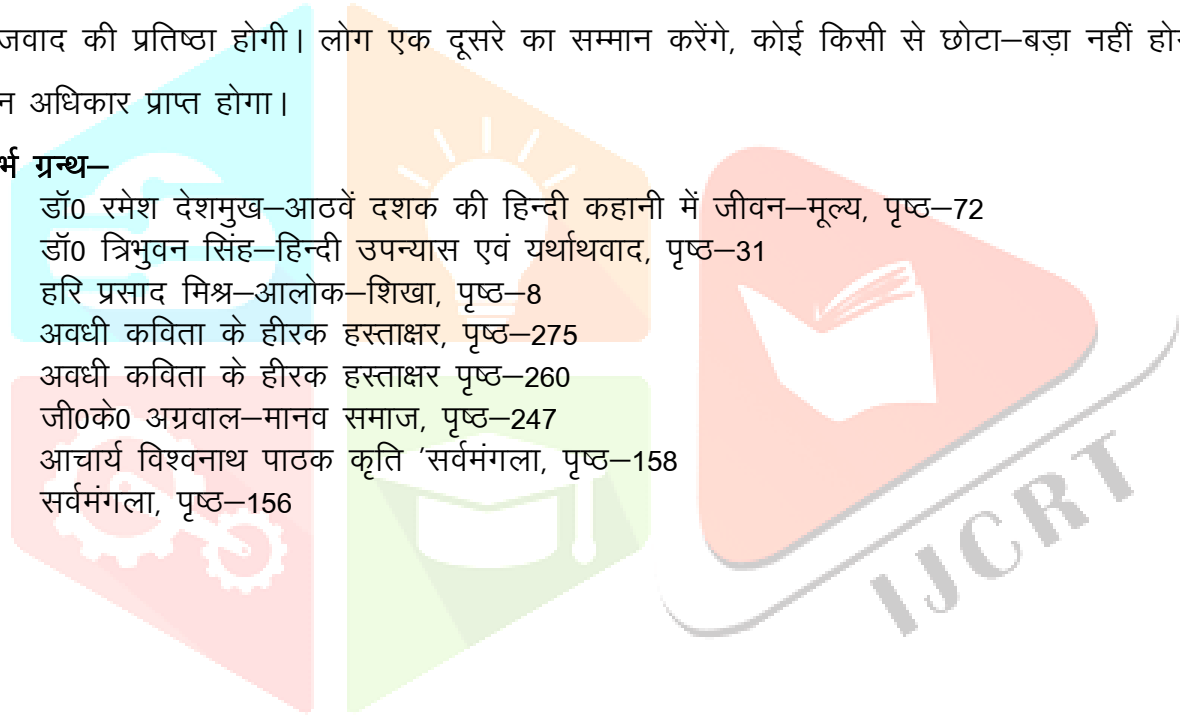 जवाद की प्रतिष्ठा होगी। लोग एक दूसरे का सम्मान करेंगे, कोई किसी से छोटा–बड़ा नहीं
न अधिकार प्राप्त होगा।
र्भ ग्रन्थ–
डॉ0 रमेश देशमुख–आठवें दशक की हिन्दी कहानी में जीवन–मूल्य, पृष्ठ–72
डॉ0 त्रिभुवन सिंह–हिन्दी उपन्यास एवं यर्थाथवाद, पृष्ठ–31
हरि प्रसाद मिश्र–आलोक–शिखा, पृष्ठ–8
अवधी कविता के हीरक हस्ताक्षर, पृष्ठ–275
अवधी कविता के हीरक हस्ताक्षर पृष्ठ–260
जी0के0 अग्रवाल–मानव समाज, पृष्ठ–247
आचार्य विश्वनाथ पाठक कृति ‘सर्वमंगला, पृष्ठ–158
सर्वमंगला, पृष्ठ–156
IJCRT